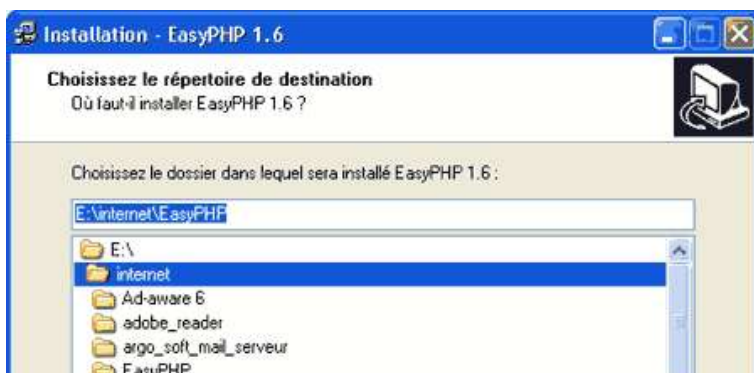 Installation - EasyPHP 1.6
Choisissez le répertoire de destination
Où faut-il installer EasyPHP 1.6 ?
Choisissez le dossier dans lequel sera installé EasyPHP 1.6 :
E:\internet\EasyPHP
E:\
internet
Ad-aware 6
adobe_reader
argo_soft_mail_serveur
EasyPHP